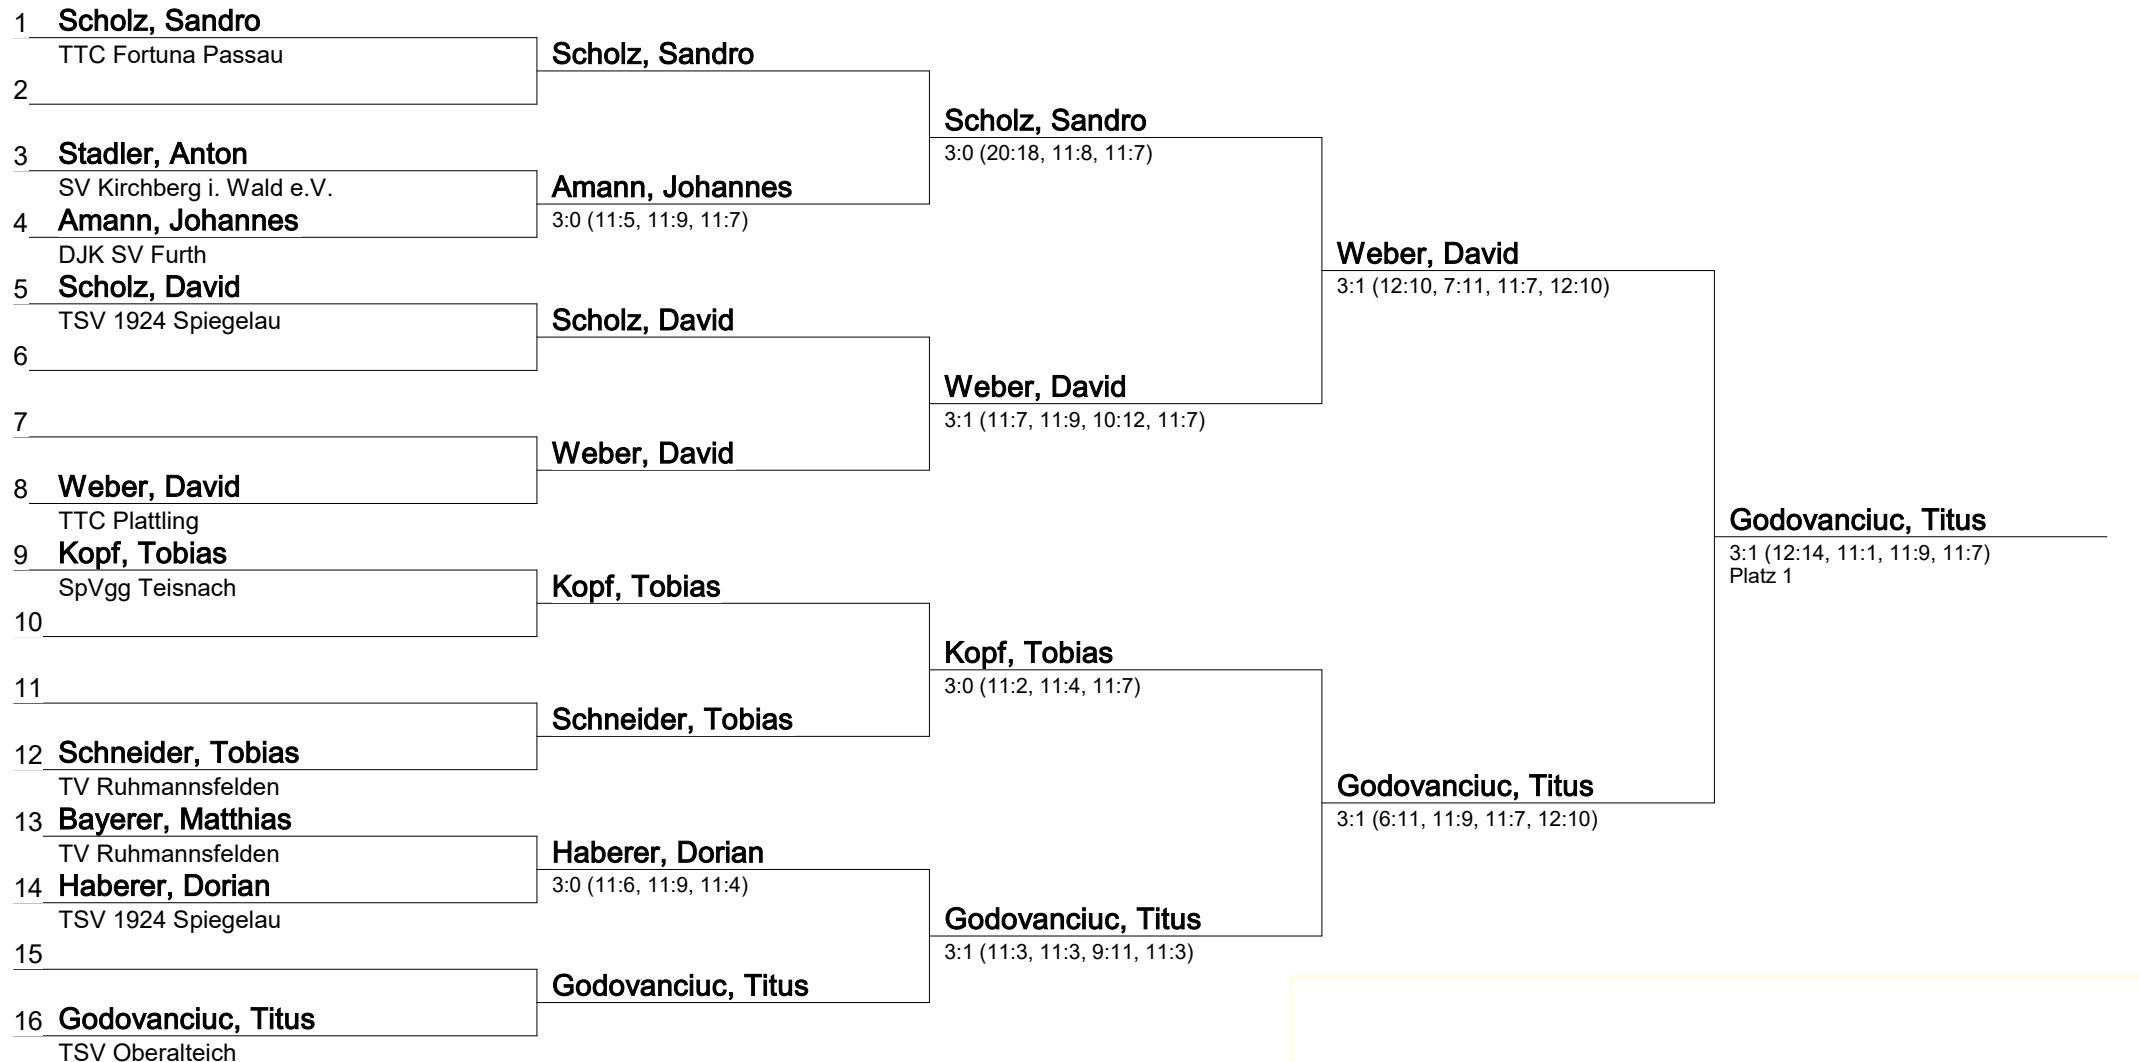 1 Scholz, Sandro
TTC Fortuna Passau
2
3 Stadler, Anton
SV Kirchberg i. Wald e.V.
4 Amann, Johannes
DJK SV Furth
5 Scholz, David
TSV 1924 Spiegelau
6
7
8 Weber, David
TTC Plattling
9 Kopf, Tobias
SpVgg Teisnach
10
11
12 Schneider, Tobias
TV Ruhmannsfelden
13 Bayerer, Matthias
TV Ruhmannsfelden
14 Haberer, Dorian
TSV 1924 Spiegelau
15
16 Godovanciuc, Titus
TSV Oberalteich
Scholz, Sandro
Amann, Johannes
3:0 (11:5, 11:9, 11:7)
Scholz, David
Weber, David
Kopf, Tobias
Schneider, Tobias
Haberer, Dorian
3:0 (11:6, 11:9, 11:4)
Godovanciuc, Titus
Scholz, Sandro
3:0 (20:18, 11:8, 11:7)
Weber, David
3:1 (11:7, 11:9, 10:12, 11:7)
Kopf, Tobias
3:0 (11:2, 11:4, 11:7)
Godovanciuc, Titus
3:1 (11:3, 11:3, 9:11, 11:3)
Weber, David
3:1 (12:10, 7:11, 11:7, 12:10)
Godovanciuc, Titus
3:1 (6:11, 11:9, 11:7, 12:10)
Godovanciuc, Titus
3:1 (12:14, 11:1, 11:9, 11:7)
Platz 1